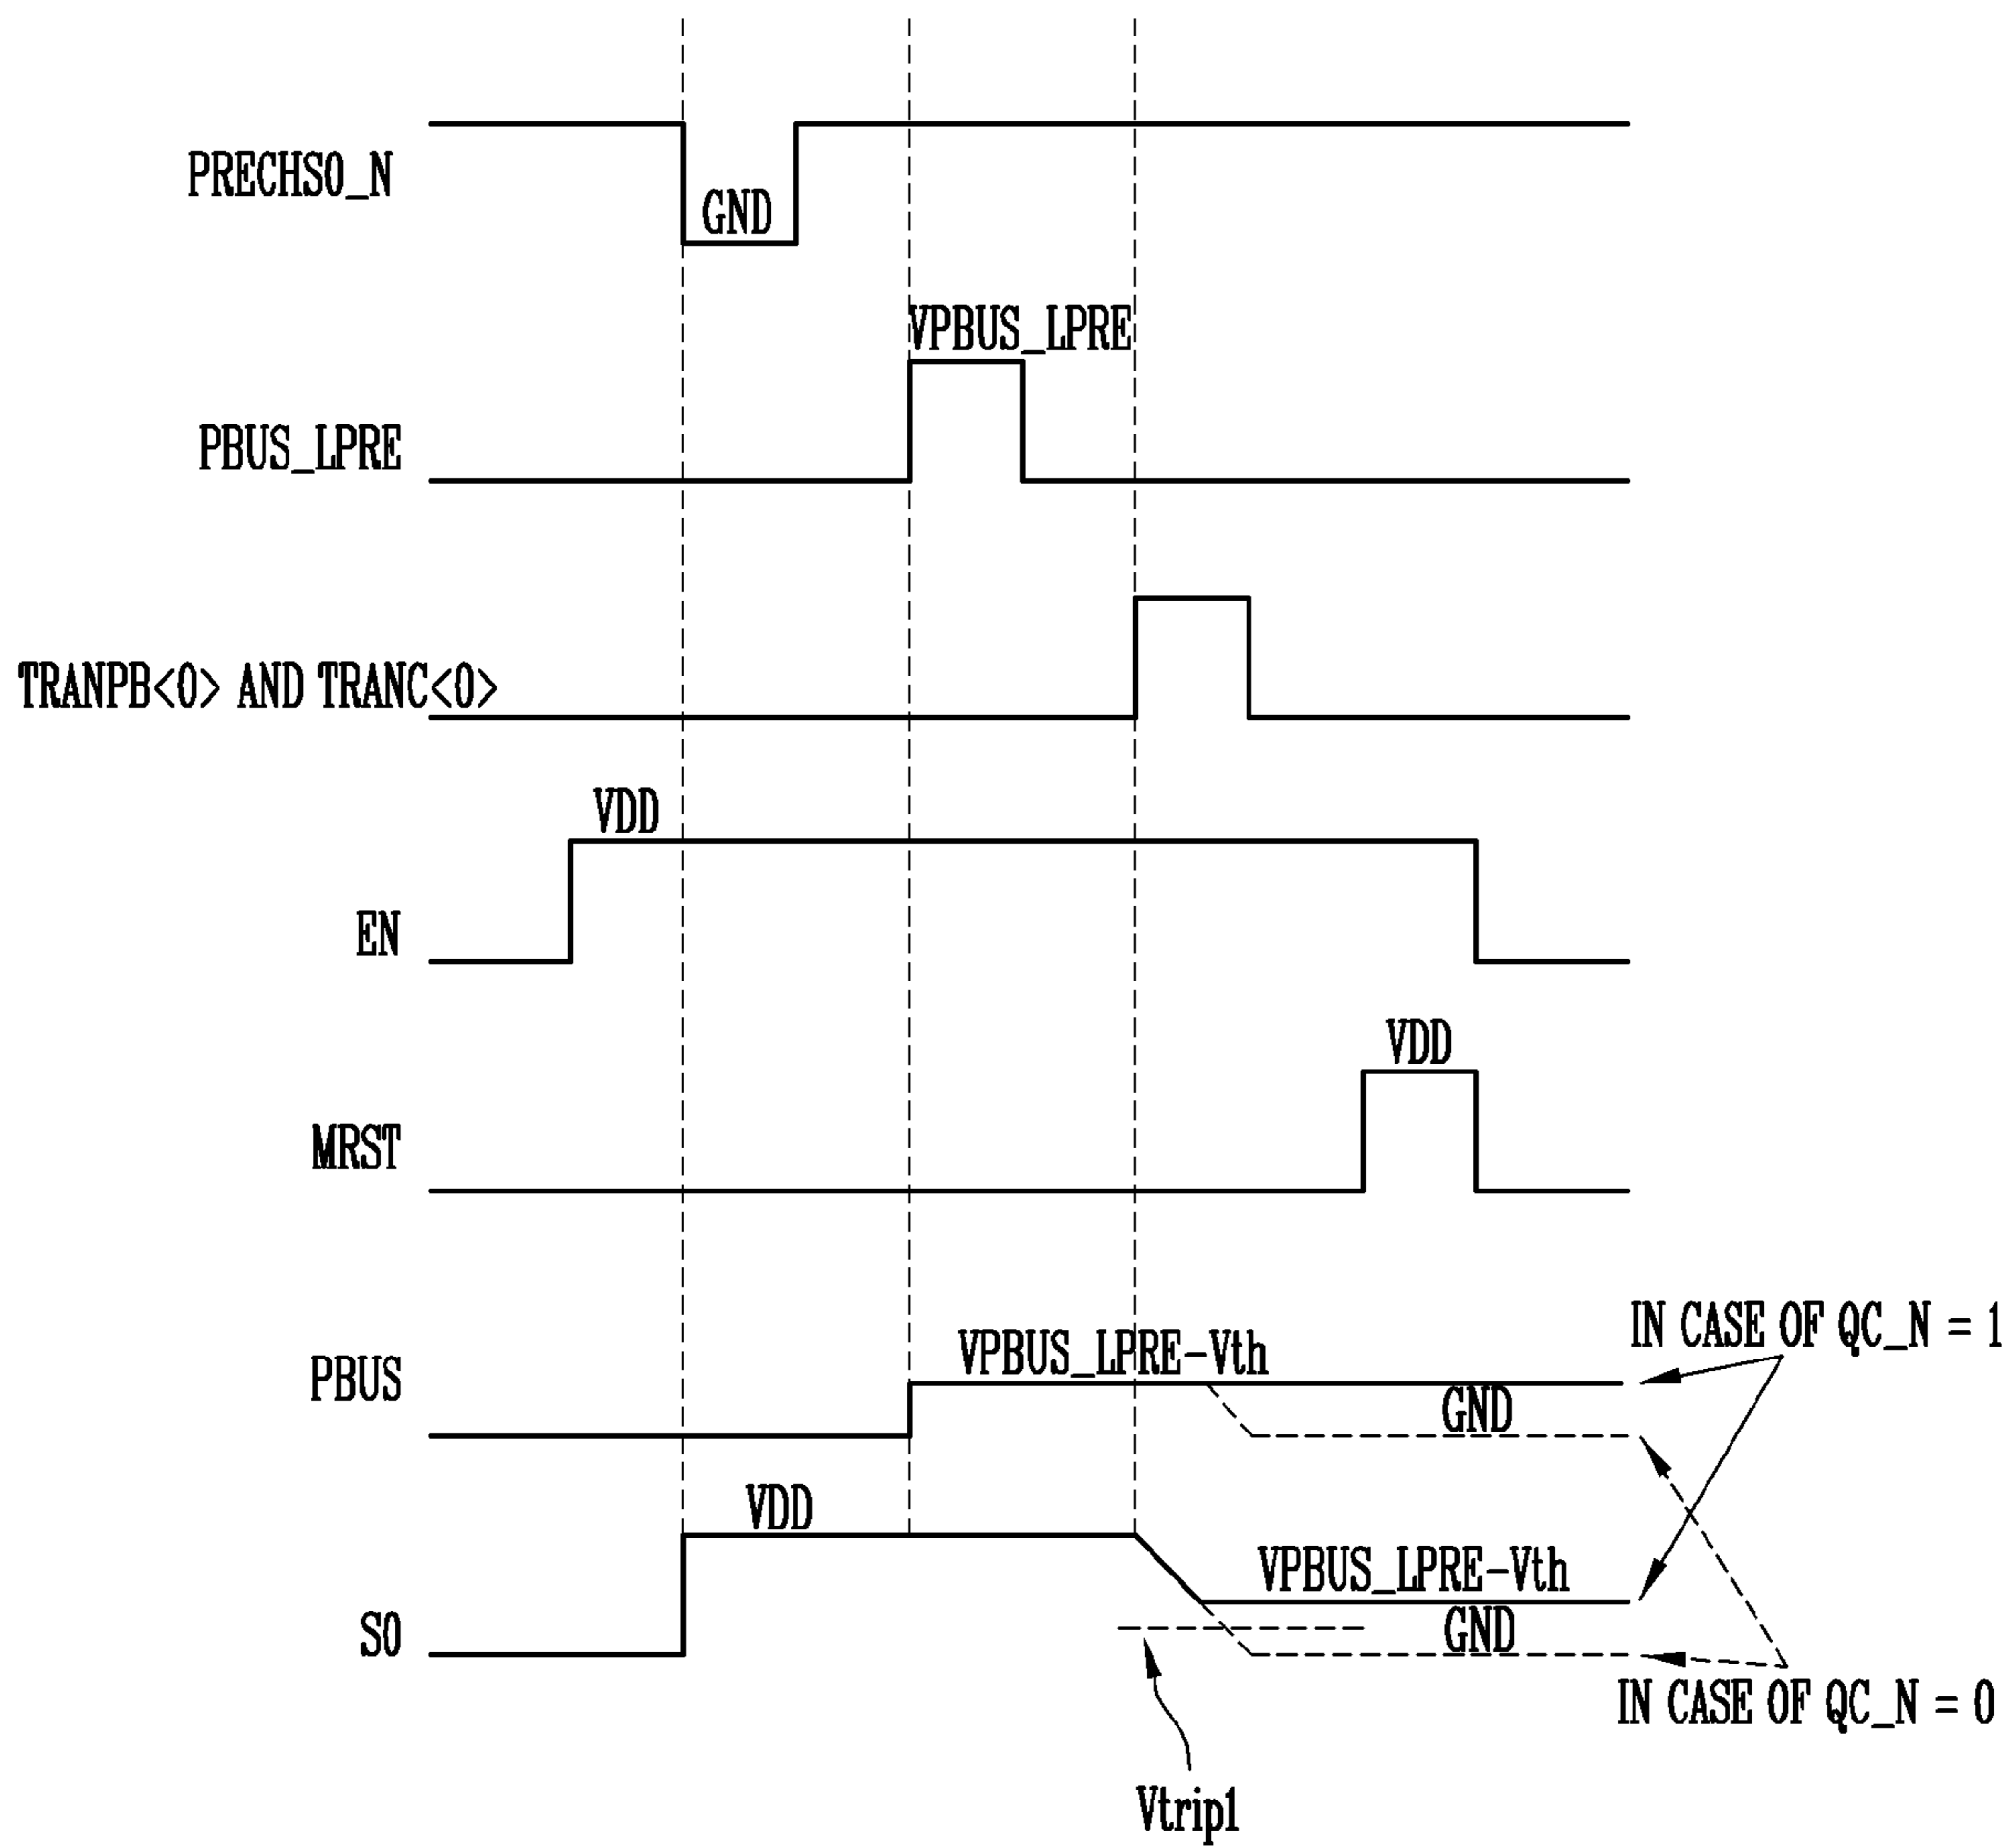 PRECHSO_N
GND
VPBUS_LPRE
PBUS_LPRE
TRANPB<0> AND TRANC<0>
VDD
EN
VDD
MRST
IN CASE OF QC_N = 1
VPBUS_LPRE-Vth
PBUS
GND
VDD
VPBUS_LPRE-Vth
SO
GND
IN CASE OF QC_N = 0
Vtrip1